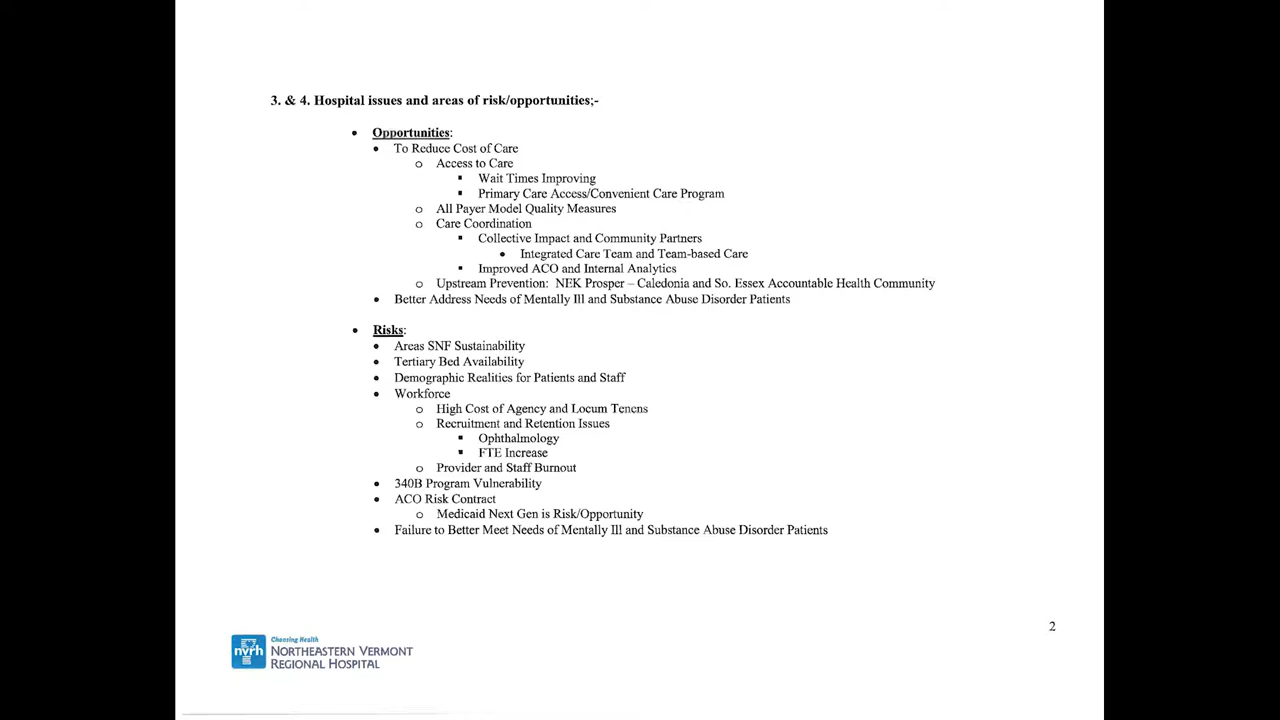 3. & 4. Hospital issues and areas of risk/opportunities;-
• Opportunities:
• To Reduce Cost of Care
o Access to Care
▪ Wait Times Improving
▪ Primary Care Access/Convenient Care Program
o All Payer Model Quality Measures
o Care Coordination
▪ Collective Impact and Community Partners
• Integrated Care Team and Team-based Care
▪ Improved ACO and Internal Analytics
o Upstream Prevention: NEK Prosper – Caledonia and So. Essex Accountable Health Community
• Better Address Needs of Mentally Ill and Substance Abuse Disorder Patients
• Risks:
• Areas SNF Sustainability
• Tertiary Bed Availability
• Demographic Realities for Patients and Staff
• Workforce
o High Cost of Agency and Locum Tenens
o Recruitment and Retention Issues
▪ Ophthalmology
▪ FTE Increase
o Provider and Staff Burnout
• 340B Program Vulnerability
• ACO Risk Contract
o Medicaid Next Gen is Risk/Opportunity
• Failure to Better Meet Needs of Mentally Ill and Substance Abuse Disorder Patients
2
Choosing Health
nvrh
NORTHEASTERN VERMONT
REGIONAL HOSPITAL